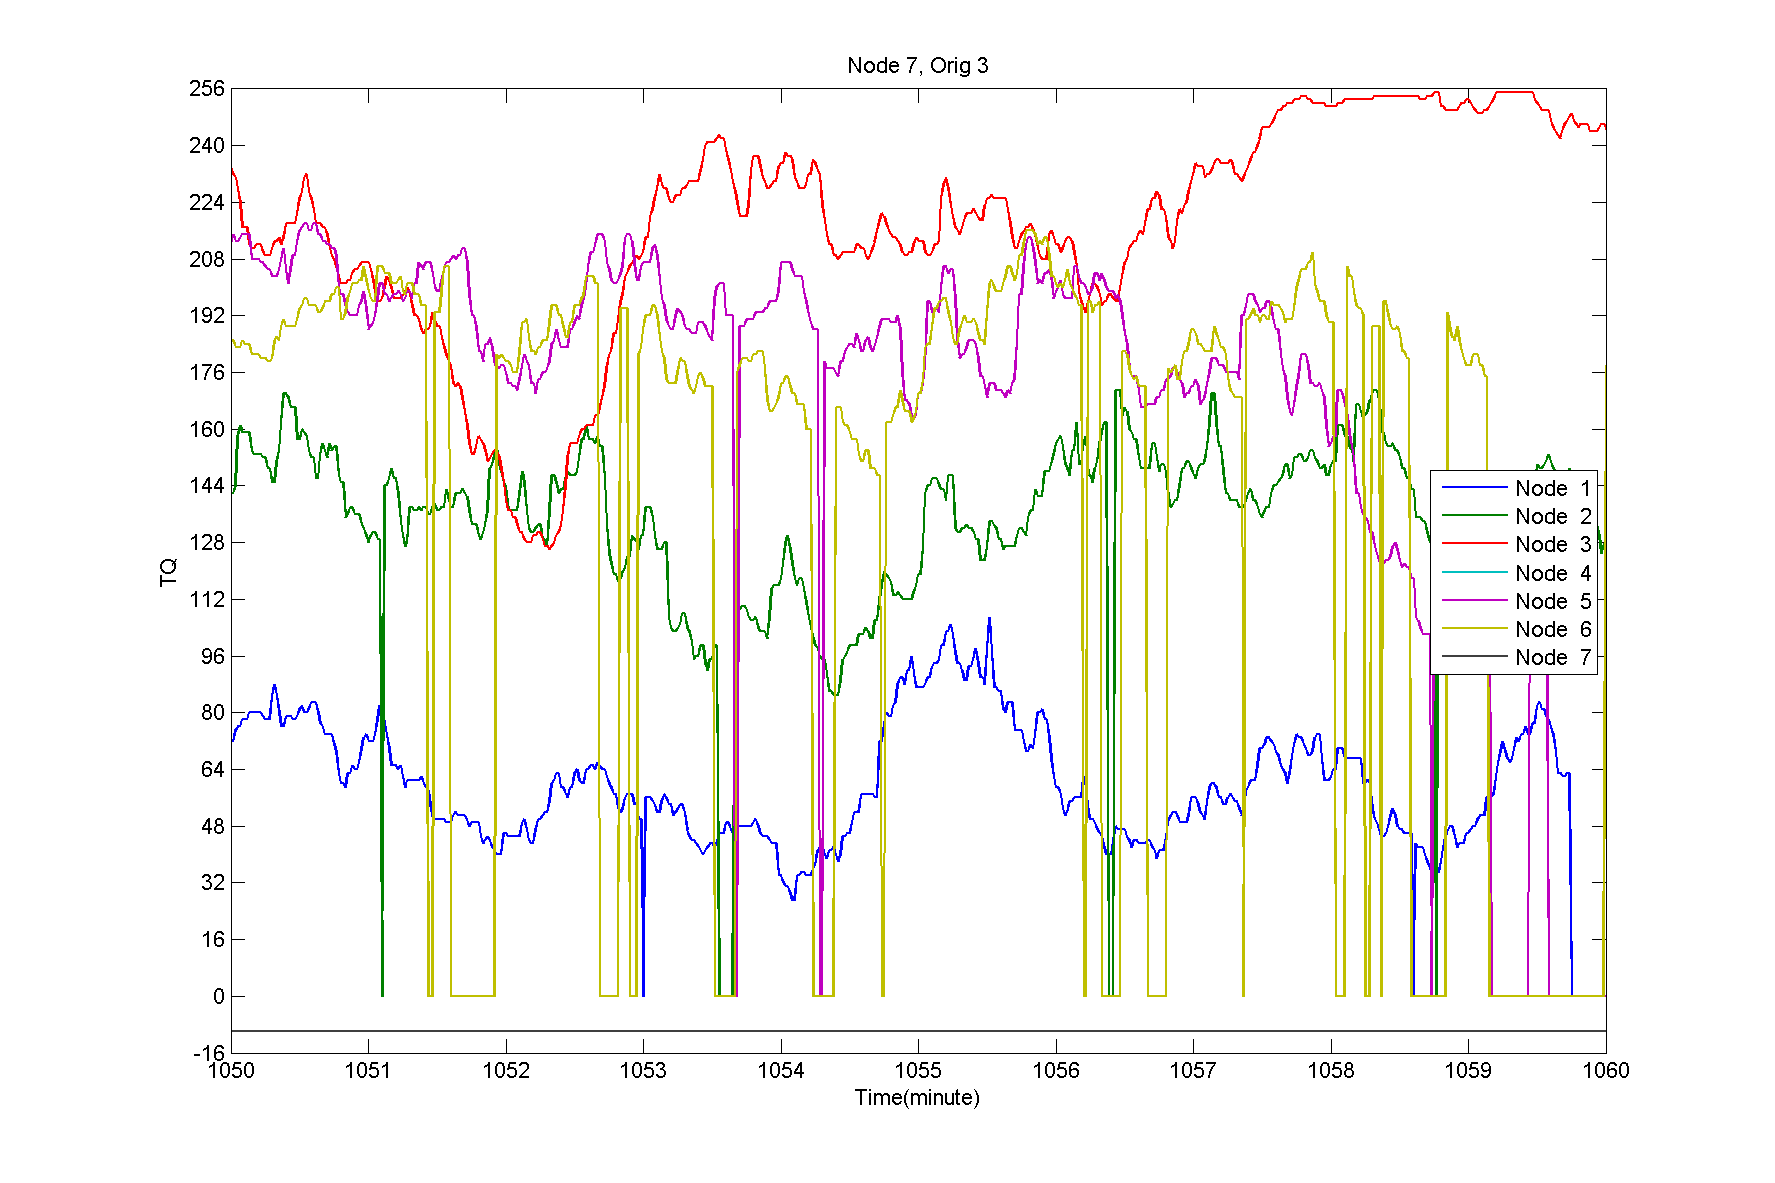 Node 7, Orig 3
256
240
224
208
192
176
160
144
128
112
96
80
64
48
32
16
0
-16
TQ
1050 1051 1052 1053 1054 1055 1056 1057 1058 1059 1060
Time(minute)
Node 1
Node 2
Node 3
Node 4
Node 5
Node 6
Node 7